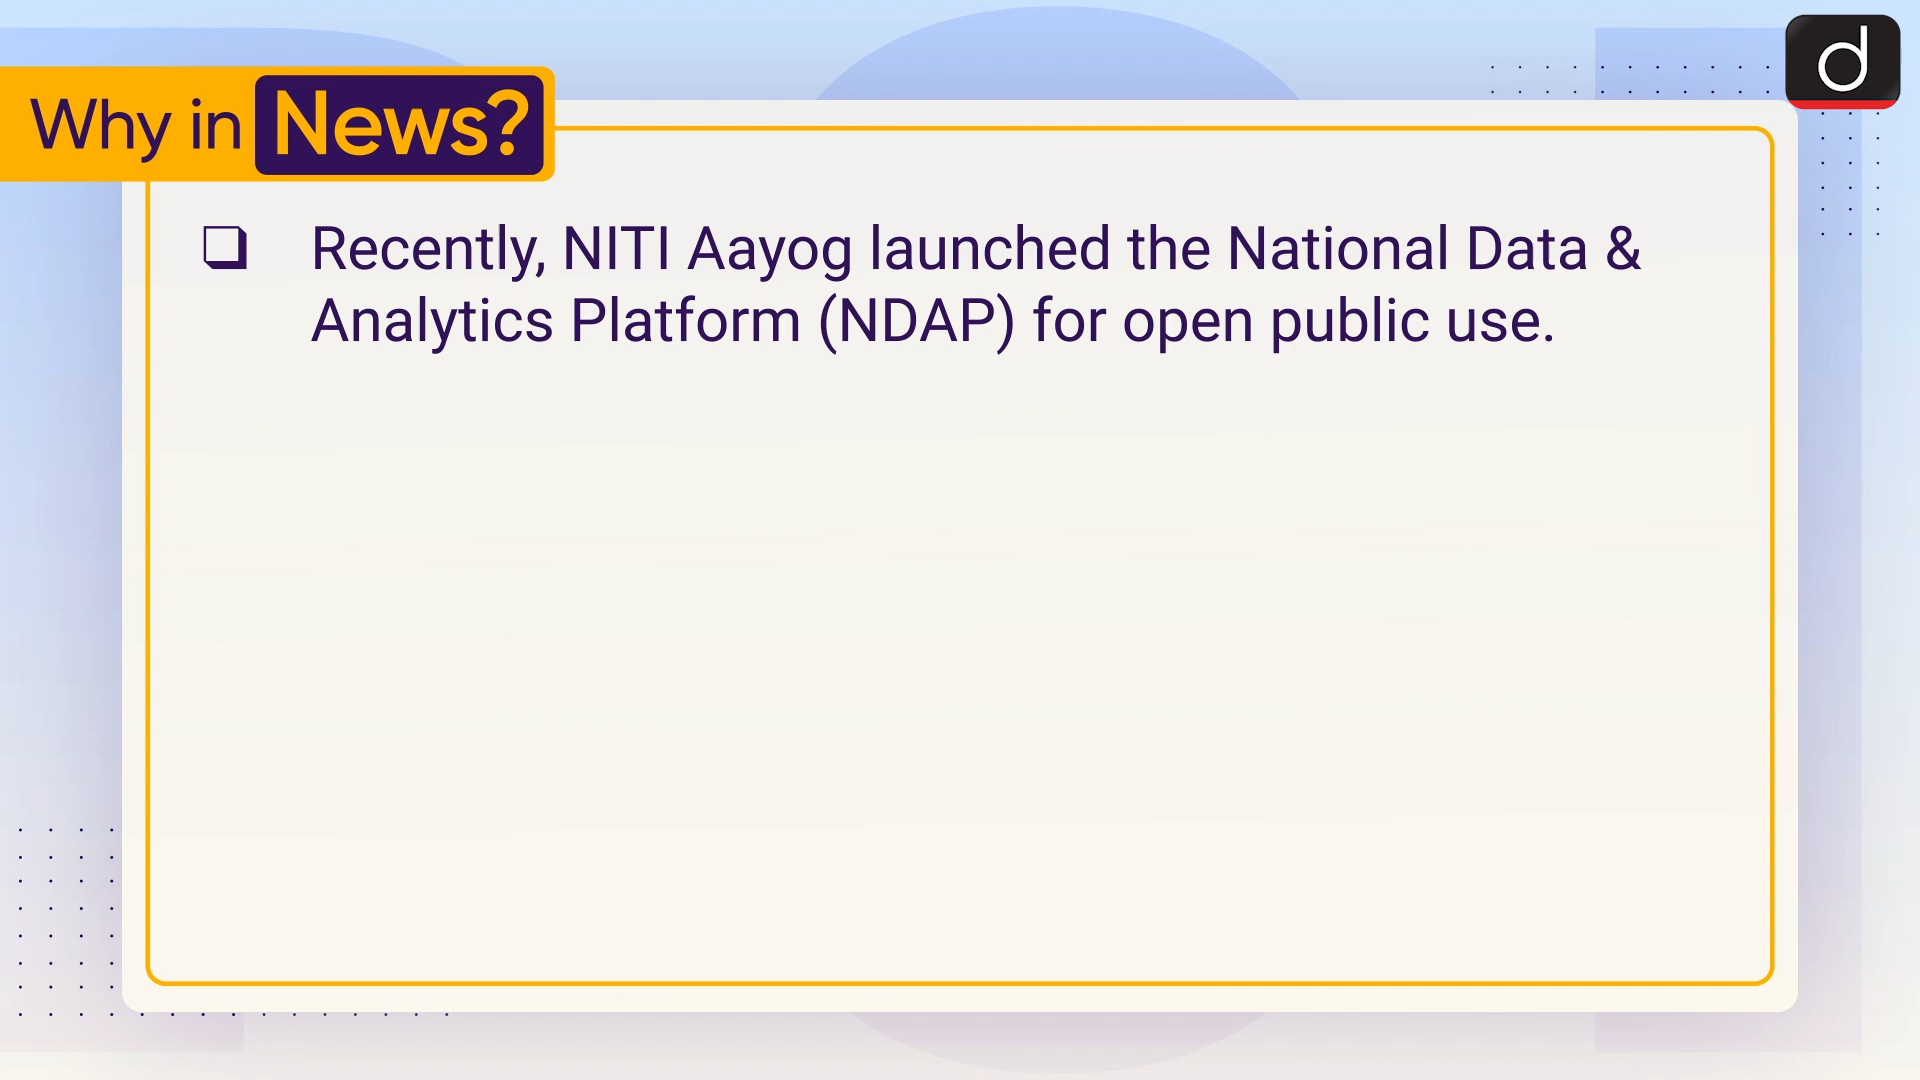 Why in News?
d
❑ Recently, NITI Aayog launched the National Data &
Analytics Platform (NDAP) for open public use.